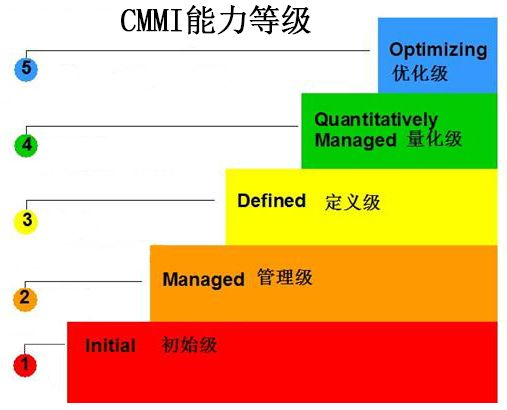 CMMI能力等级
5
Optimizing
优化级
4
Quantitatively
Managed 量化级
3
Defined 定义级
2
Managed 管理级
1
Initial 初始级